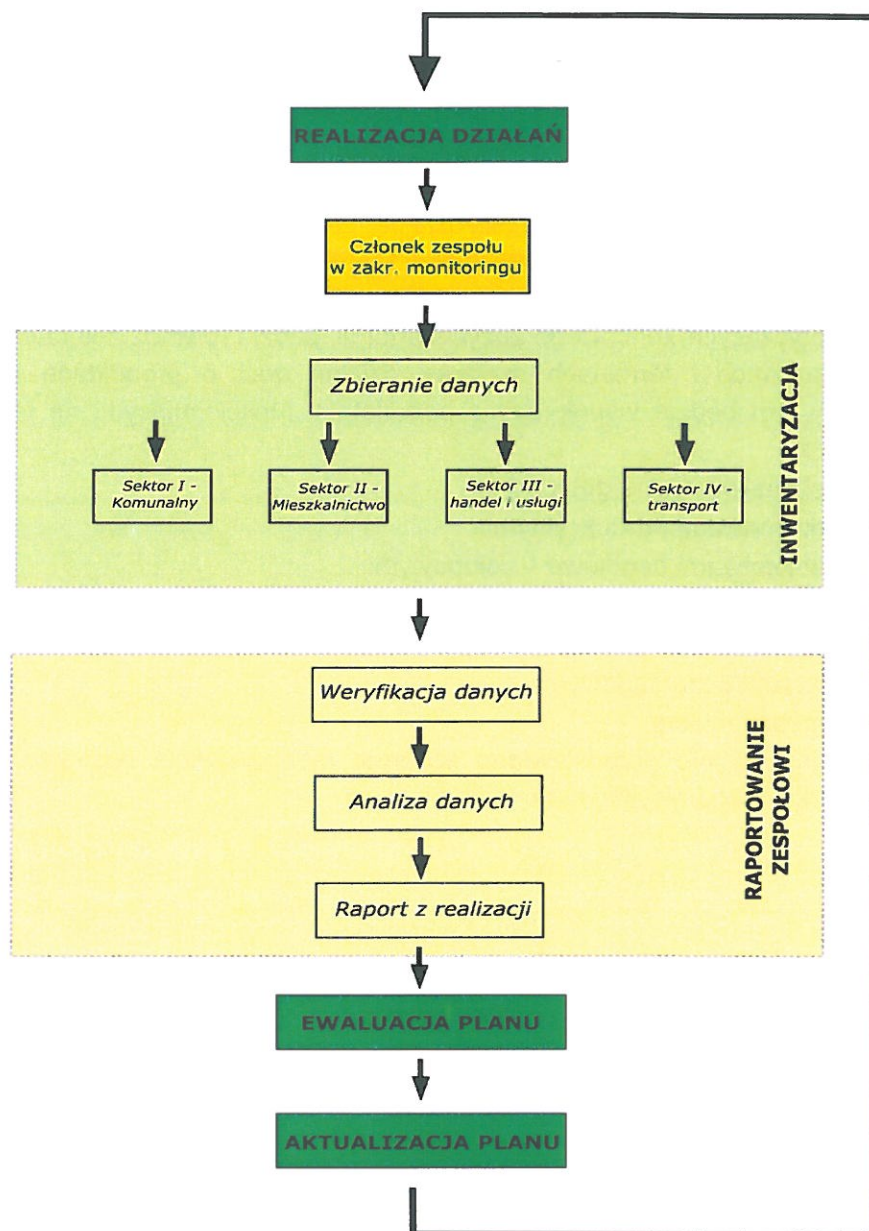 REALIZACJA DZIAŁAŃ
Członek zespołu
w zakr. monitoringu
Zbieranie danych
Sektor I -
Komunalny
Sektor II -
Mieszkalnictwo
Sektor III -
handel i usługi
Sektor IV -
transport
INWENTARYZACJA
Weryfikacja danych
Analiza danych
Raport z realizacji
RAPORTOWANIE
ZESPOŁOWI
EWALUACJA PLANU
AKTUALIZACJA PLANU